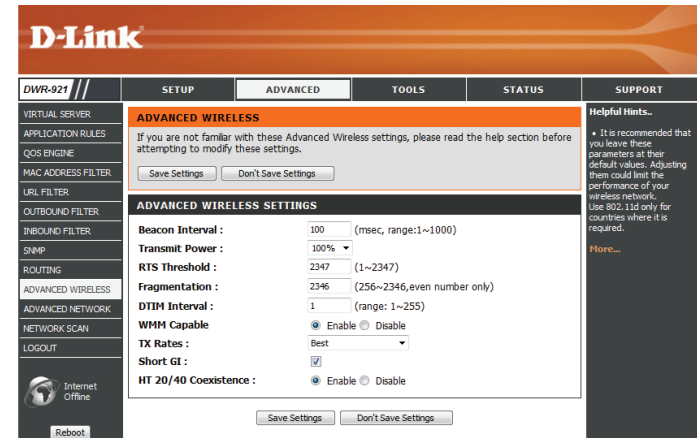 D-Link
DWR-921
SETUP
ADVANCED
TOOLS
STATUS
SUPPORT
VIRTUAL SERVER
APPLICATION RULES
QOS ENGINE
MAC ADDRESS FILTER
URL FILTER
OUTBOUND FILTER
INBOUND FILTER
SNMP
ROUTING
ADVANCED WIRELESS
ADVANCED NETWORK
NETWORK SCAN
LOGOUT
Internet
Offline
Reboot
ADVANCED WIRELESS
If you are not familiar with these Advanced Wireless settings, please read the help section before
attempting to modify these settings.
Save Settings Don't Save Settings
ADVANCED WIRELESS SETTINGS
Beacon Interval : 100 (msec, range:1~1000)
Transmit Power : 100%
RTS Threshold : 2347 (1~2347)
Fragmentation : 2346 (256~2346,even number only)
DTIM Interval : 1 (range: 1~255)
WMM Capable Enable Disable
TX Rates : Best
Short GI :
HT 20/40 Coexistence : Enable Disable
Save Settings Don't Save Settings
Helpful Hints..
• It is recommended that
you leave these
parameters at their
default values. Adjusting
them could limit the
performance of your
wireless network.
Use 802.11d only for
countries where it is
required.
More...